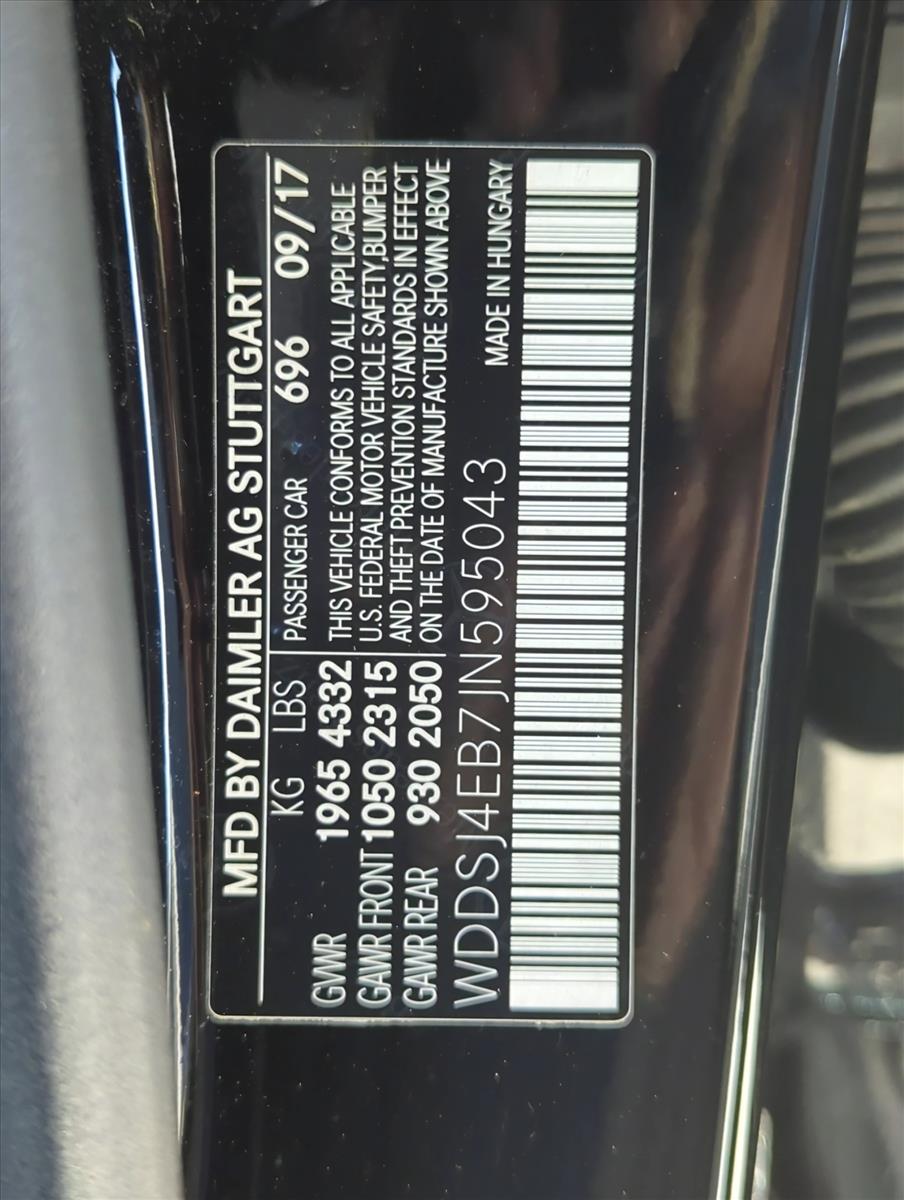 MFD BY DAIMLER AG STUTTGART
KG LBS
GVWR 1965 4332
GAWR FRONT 1050 2315
GAWR REAR 930 2050
PASSENGER CAR 696 09/17
THIS VEHICLE CONFORMS TO ALL APPLICABLE
U.S. FEDERAL MOTOR VEHICLE SAFETY,BUMPER
AND THEFT PREVENTION STANDARDS IN EFFECT
ON THE DATE OF MANUFACTURE SHOWN ABOVE
WDDSJ4EB7JN595043 MADE IN HUNGARY